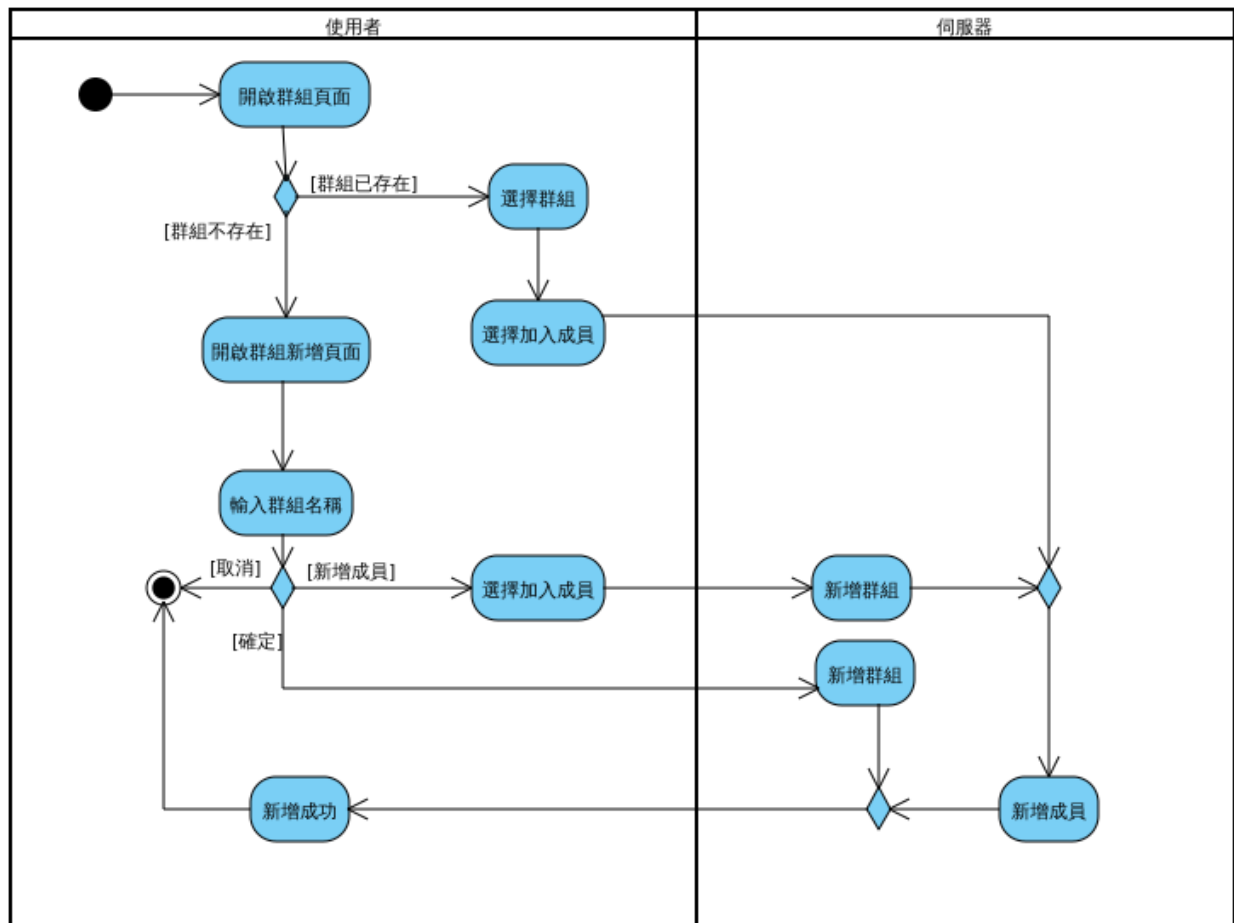 使用者
伺服器
開啟群組頁面
[群組已存在]
選擇群組
[群組不存在]
選擇加入成員
開啟群組新增頁面
輸入群組名稱
[取消]
[新增成員]
選擇加入成員
新增群組
[確定]
新增群組
新增成功
新增成員